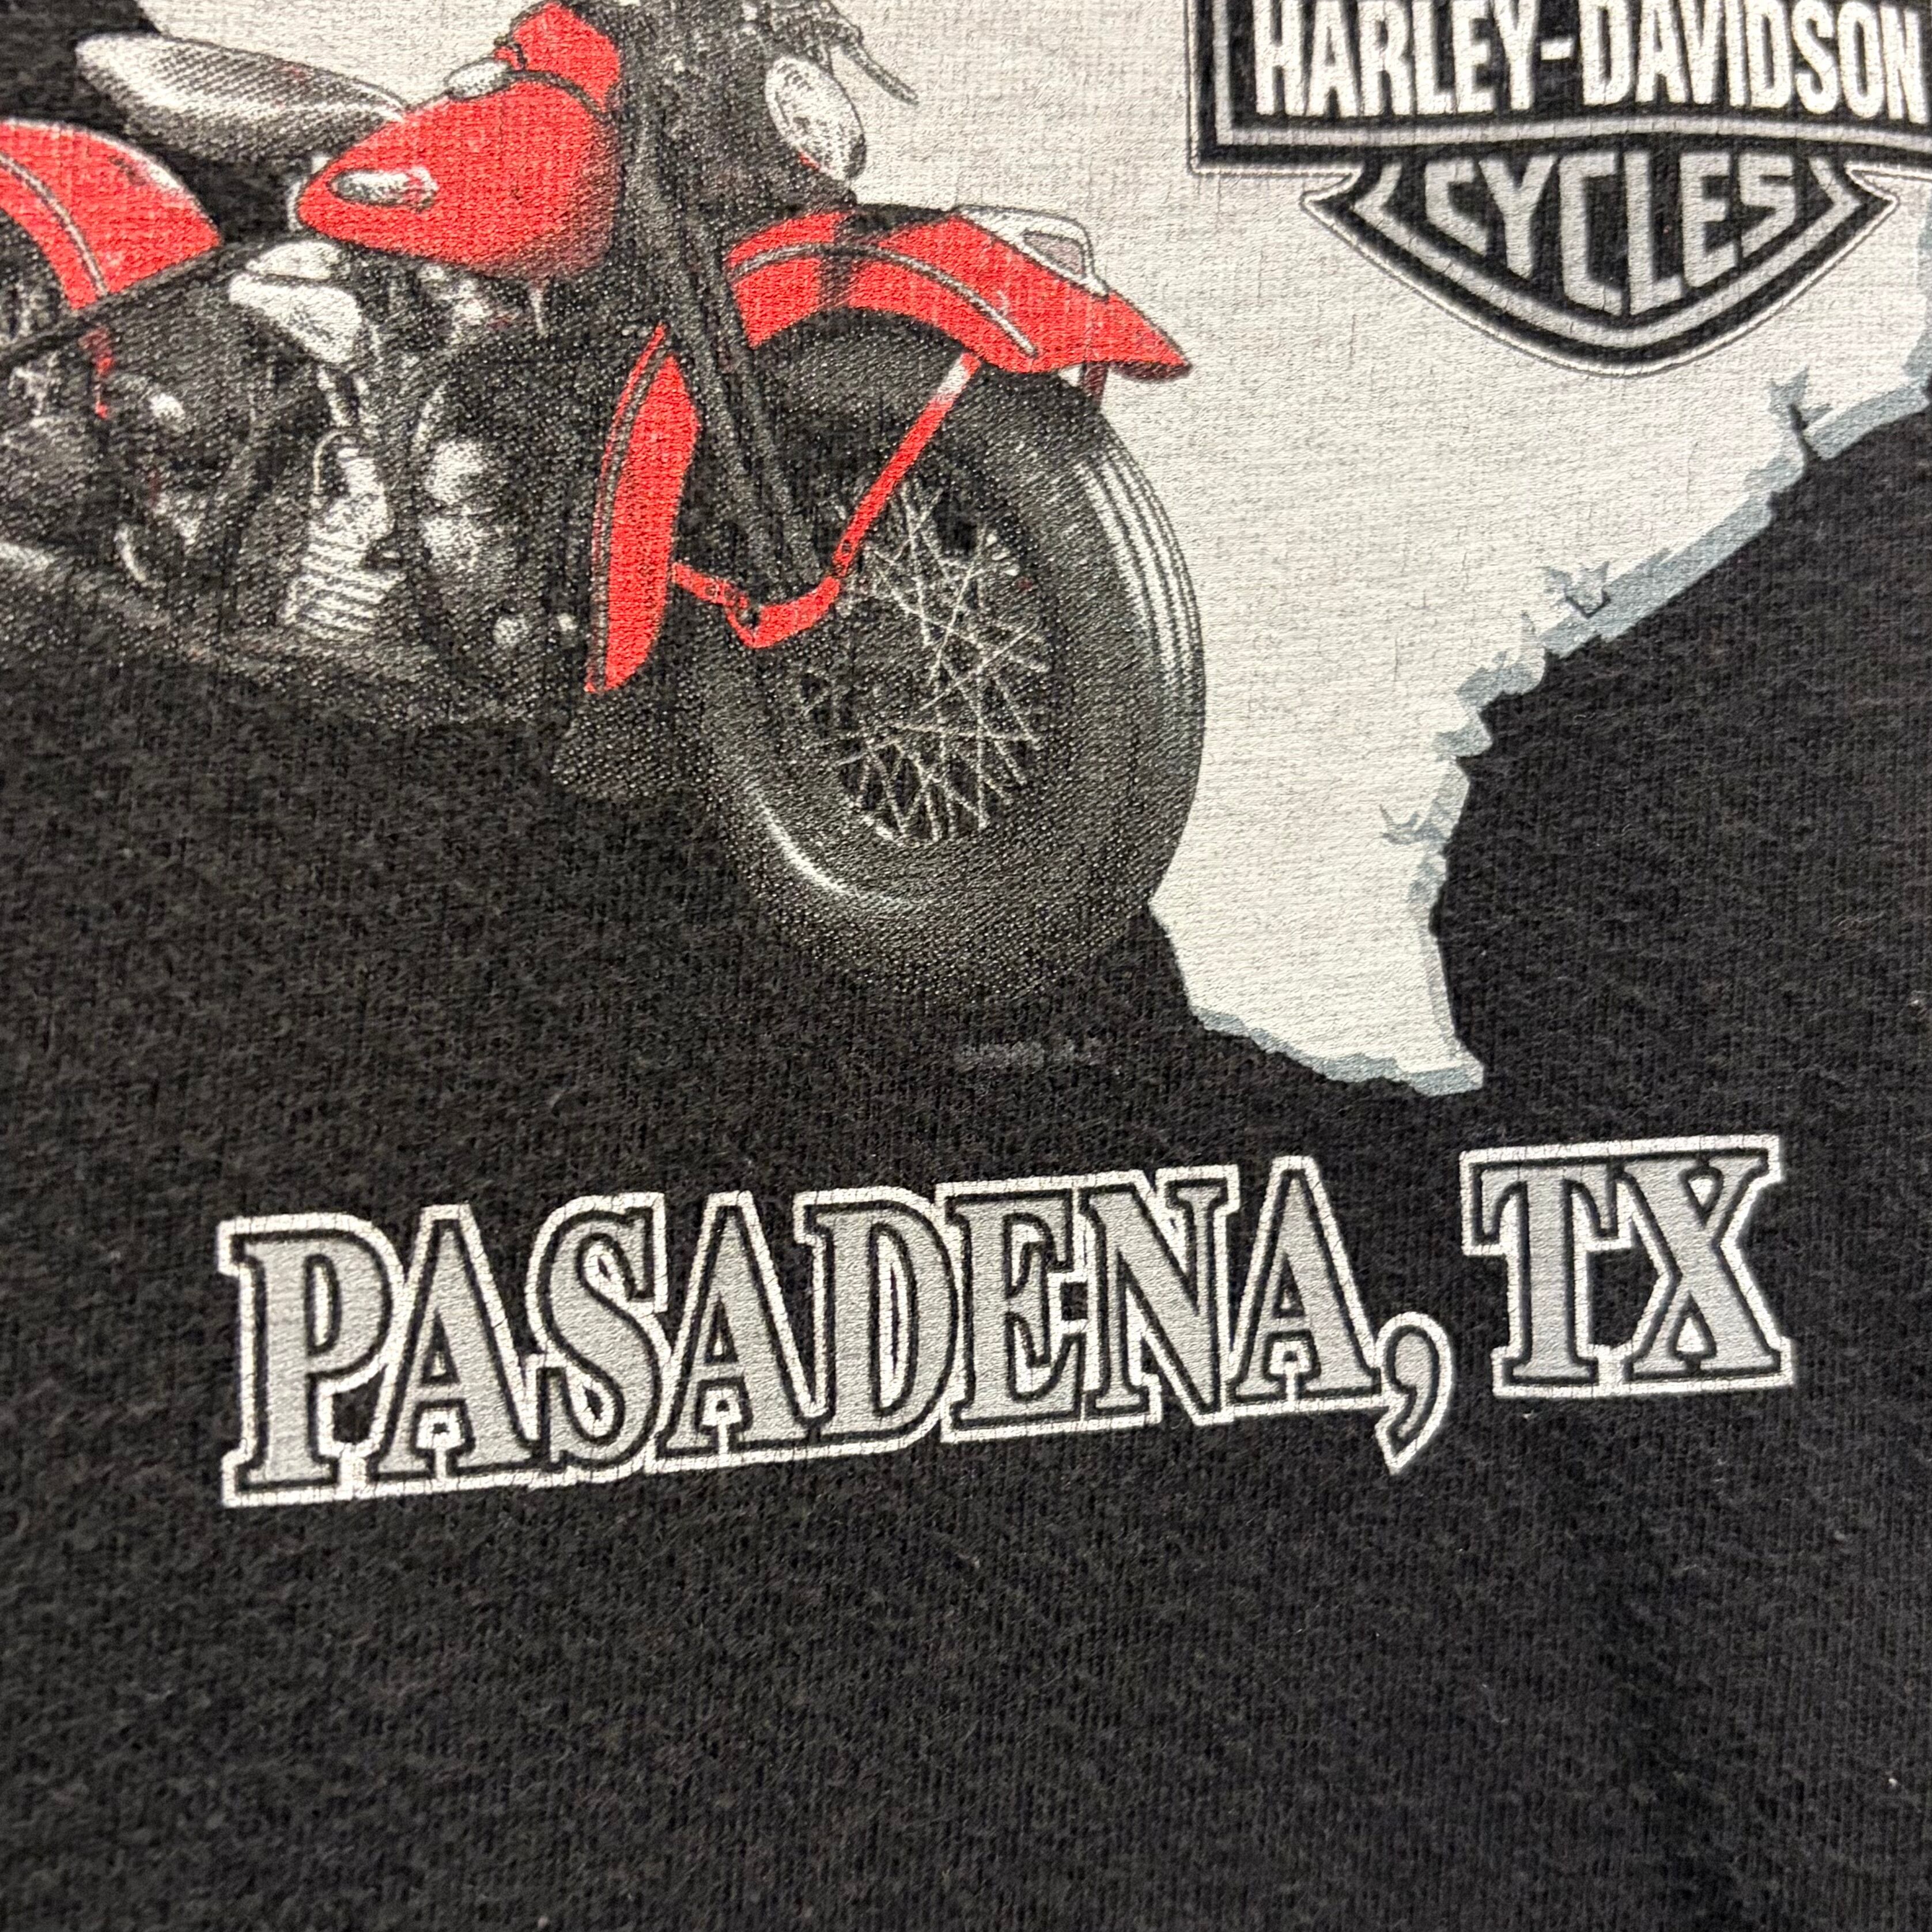 HARLEY-DAVIDSON
CYCLES
PASADENA, TX